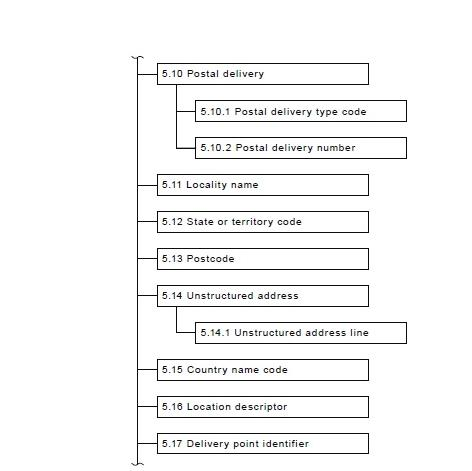 5.10 Postal delivery
5.10.1 Postal delivery type code
5.10.2 Postal delivery number
5.11 Locality name
5.12 State or territory code
5.13 Postcode
5.14 Unstructured address
5.14.1 Unstructured address line
5.15 Country name code
5.16 Location descriptor
5.17 Delivery point identifier